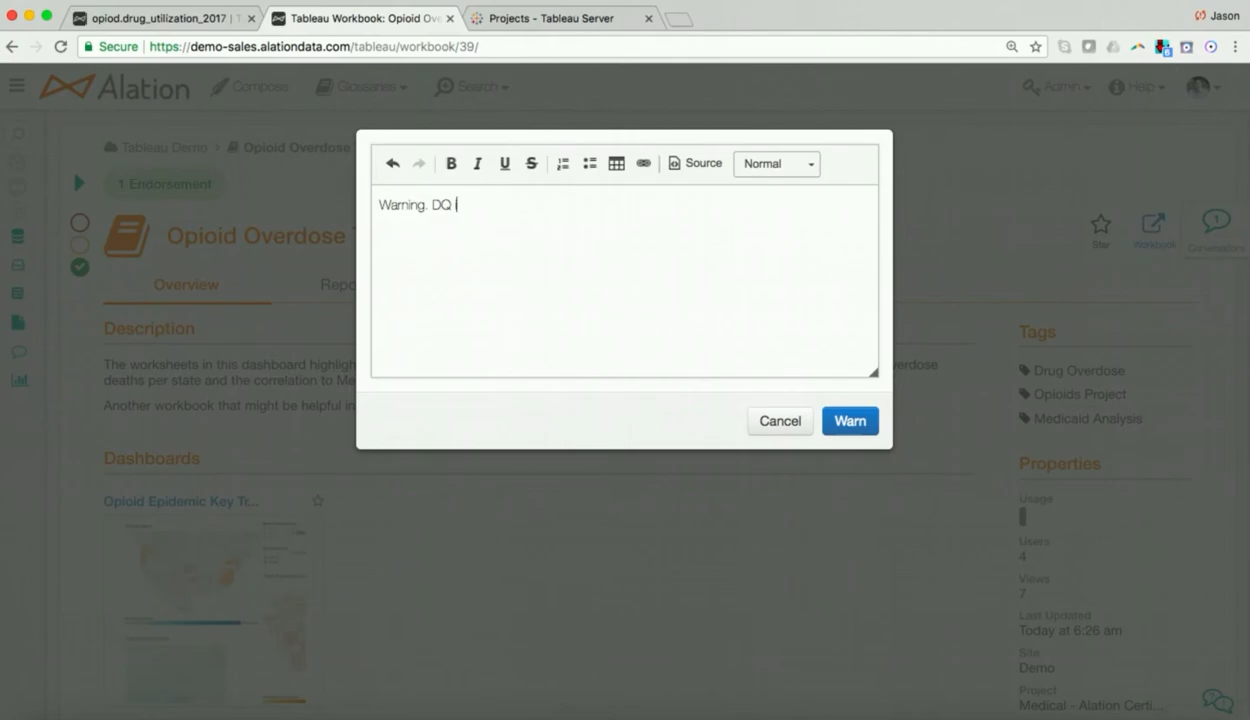 opiod.drug_utilization_2017 | T
Tableau Workbook: Opioid Ov
Projects - Tableau Server
Jason
Secure
https://demo-sales.alationdata.com/tableau/workbook/39/
Alation
Compose
Glossaries
Search
Admin
Help
Tableau Demo > Opioid Overdose
1 Endorsement
Opioid Overdose
Star
Workbook
1
Conversations
Overview
Repo
B I U S
Source
Normal
Warning. DQ
Cancel
Warn
Description
The worksheets in this dashboard highligh
verdose
deaths per state and the correlation to Me
Another workbook that might be helpful in
Dashboards
Opioid Epidemic Key Tr...
Tags
Drug Overdose
Opioids Project
Medicaid Analysis
Properties
Usage
Users
4
Views
7
Last Updated
Today at 6:26 am
Site
Demo
Project
Medical - Alation Certi...